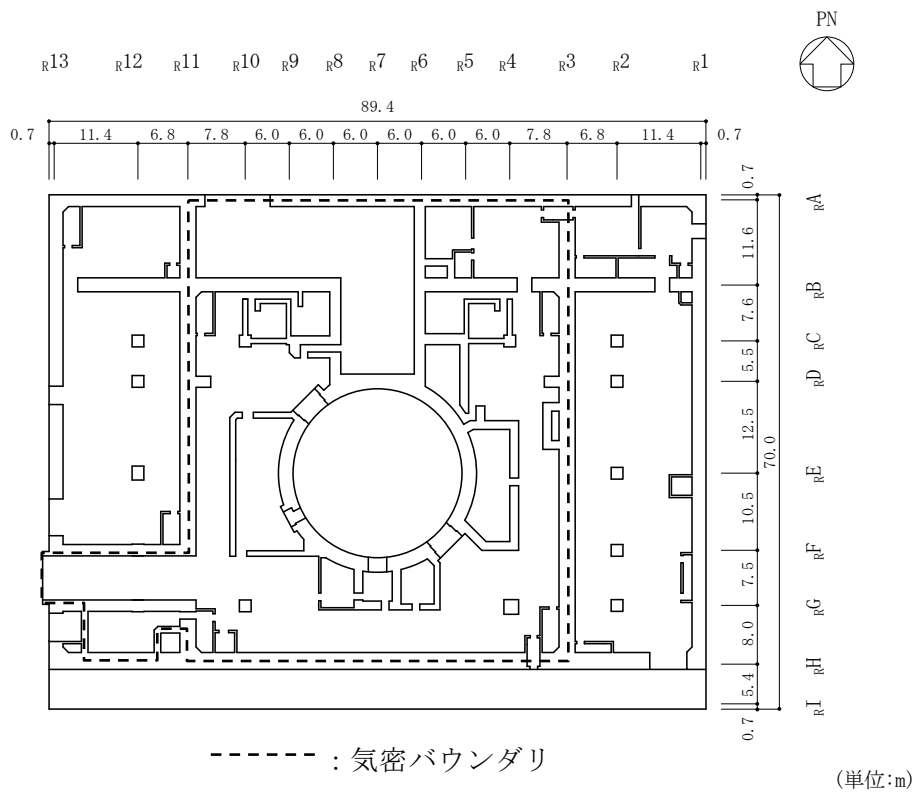 PN
R13 R12 R11 R10 R9 R8 R7 R6 R5 R4 R3 R2 R1
89.4
0.7 11.4 6.8 7.8 6.0 6.0 6.0 6.0 6.0 6.0 7.8 6.8 11.4 0.7
0.7 11.6 7.6 5.5 12.5 10.5 7.5 8.0 5.4 0.7
70.0
RA
RB
RC
RD
RE
RF
RG
RH
RI
：気密バウンダリ
(単位:m)